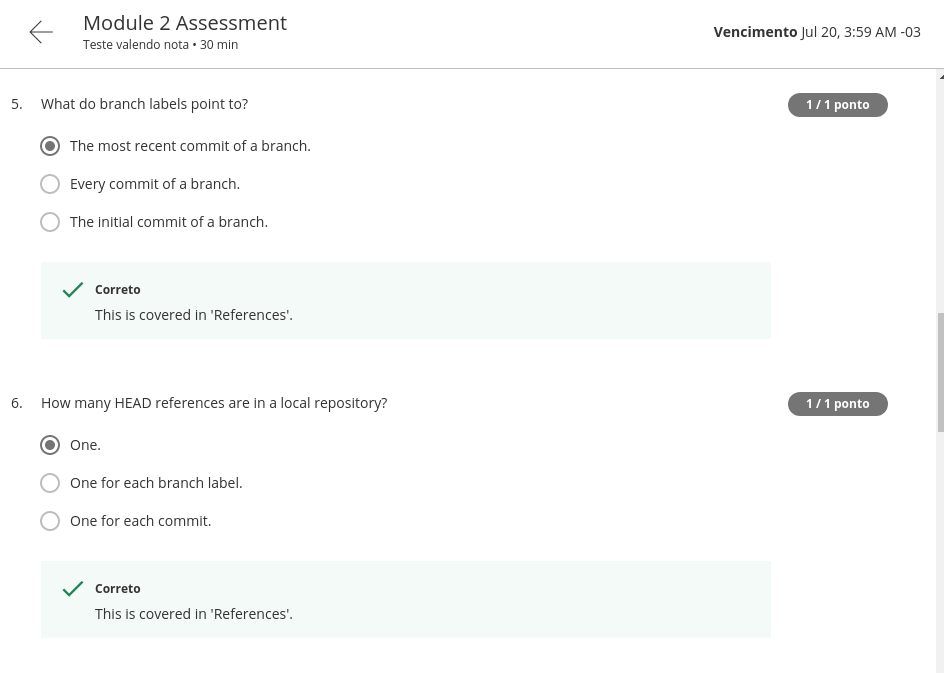 Module 2 Assessment
Teste valendo nota • 30 min
Vencimento Jul 20, 3:59 AM -03
5. What do branch labels point to?
1 / 1 ponto
The most recent commit of a branch.
Every commit of a branch.
The initial commit of a branch.
Correto
This is covered in 'References'.
6. How many HEAD references are in a local repository?
1 / 1 ponto
One.
One for each branch label.
One for each commit.
Correto
This is covered in 'References'.